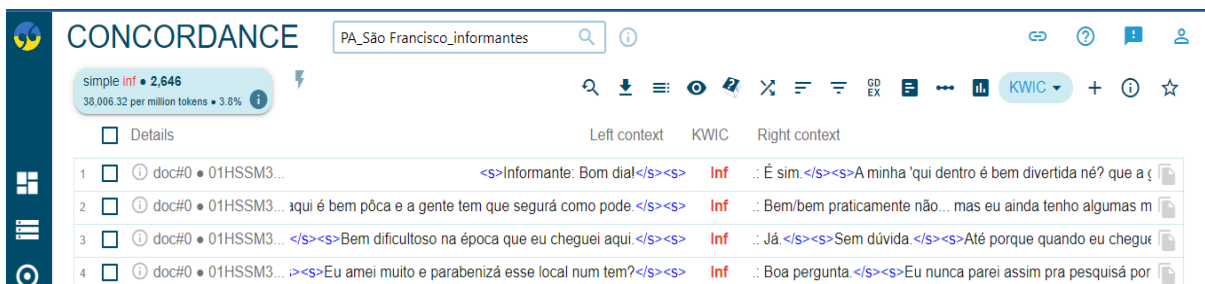 CONCORDANCE PA_São Francisco_informantes
simple inf • 2,646
38,006.32 per million tokens • 3.8%
GD EX KWIC
Details Left context KWIC Right context
1 doc#0 • 01HSSM3... <s>Informante: Bom dia!</s><s> Inf .: É sim.</s><s>A minha 'qui dentro é bem divertida né? que a
2 doc#0 • 01HSSM3... aqui é bem pôca e a gente tem que segurá como pode.</s><s> Inf .: Bem/bem praticamente não... mas eu ainda tenho algumas m
3 doc#0 • 01HSSM3... </s><s>Bem dificultoso na época que eu cheguei aqui.</s><s> Inf .: Já.</s><s>Sem dúvida.</s><s>Até porque quando eu chegue
4 doc#0 • 01HSSM3... <s>Eu amei muito e parabenizá esse local num tem?</s><s> Inf .: Boa pergunta.</s><s>Eu nunca parei assim pra pesquisá por